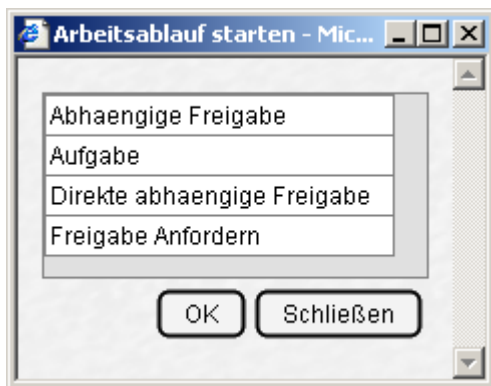 Arbeitsablauf starten - Mic...
Abhaengige Freigabe
Aufgabe
Direkte abhaengige Freigabe
Freigabe Anfordern
OK Schließen